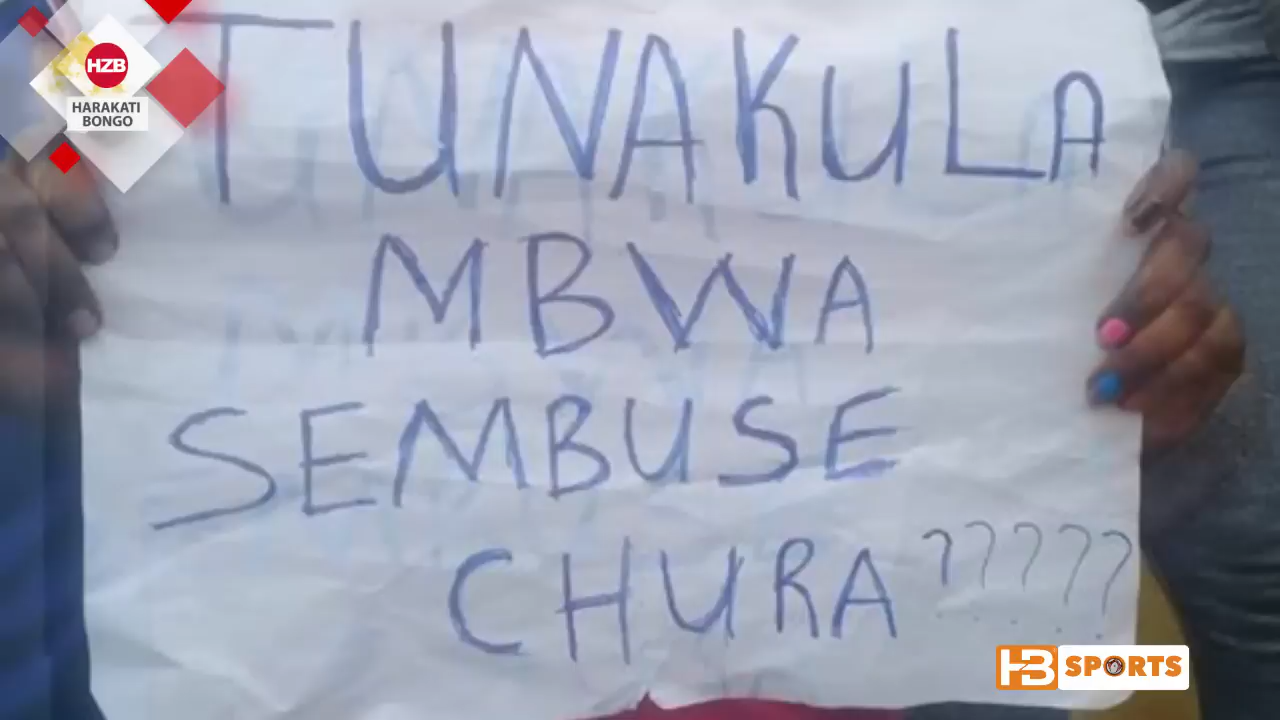 HZB
HARAKATI
BONGO
TUNAKULA
MBWA
SEMBUSE
CHURA ?????
HB SPORTS